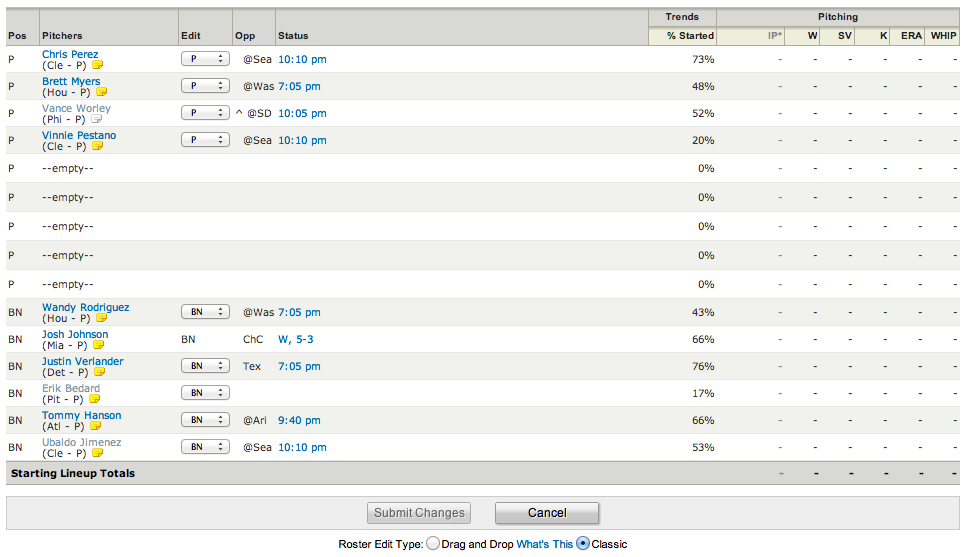 Trends Pitching
Pos Pitchers Edit Opp Status % Started IP* W SV K ERA WHIP
P Chris Perez (Cle - P) P @Sea 10:10 pm 73% - - - - - -
P Brett Myers (Hou - P) P @Was 7:05 pm 48% - - - - - -
P Vance Worley (Phi - P) P ^ @SD 10:05 pm 52% - - - - - -
P Vinnie Pestano (Cle - P) P @Sea 10:10 pm 20% - - - - - -
P --empty-- 0% - - - - - -
P --empty-- 0% - - - - - -
P --empty-- 0% - - - - - -
P --empty-- 0% - - - - - -
P --empty-- 0% - - - - - -
BN Wandy Rodriguez (Hou - P) BN @Was 7:05 pm 43% - - - - - -
BN Josh Johnson (Mia - P) BN ChC W, 5-3 66% - - - - - -
BN Justin Verlander (Det - P) BN Tex 7:05 pm 76% - - - - - -
BN Erik Bedard (Pit - P) BN 17% - - - - - -
BN Tommy Hanson (Atl - P) BN @Ari 9:40 pm 66% - - - - - -
BN Ubaldo Jimenez (Cle - P) BN @Sea 10:10 pm 53% - - - - - -
Starting Lineup Totals - - - - - -
Submit Changes Cancel
Roster Edit Type: Drag and Drop What's This Classic